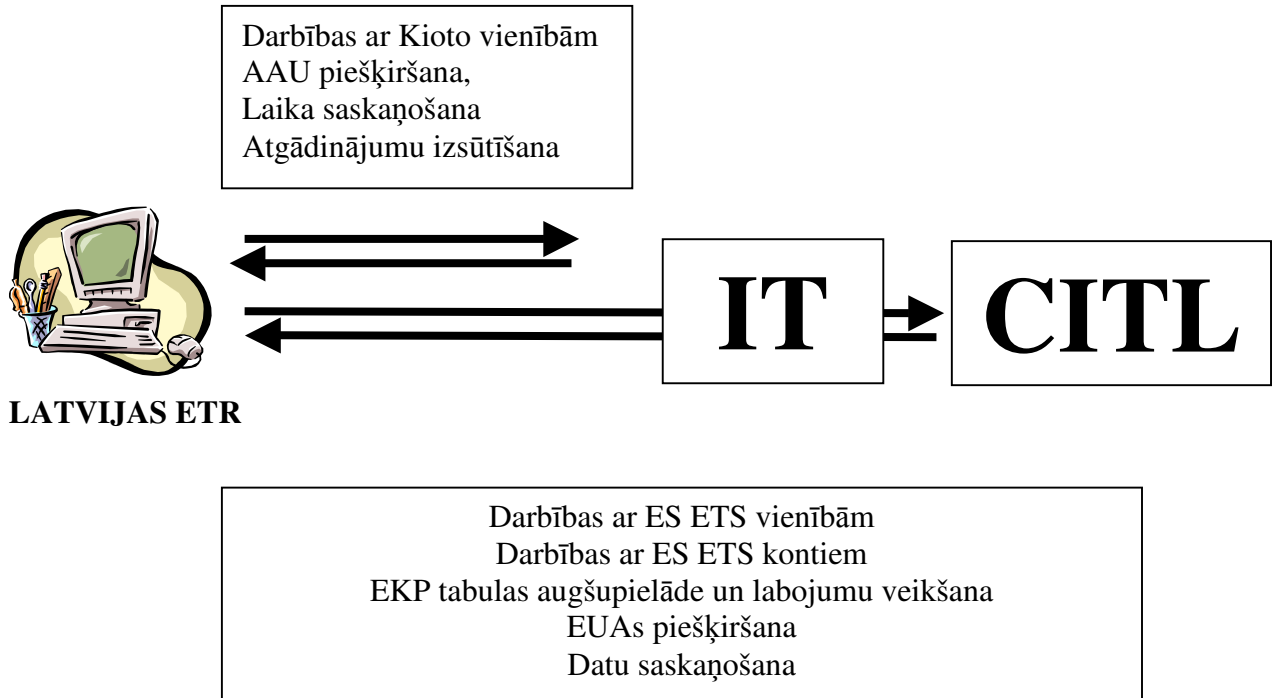 Darbības ar Kioto vienībām
AAU piešķiršana,
Laika saskaņošana
Atgādinājumu izsūtīšana
IT
CITL
LATVIJAS ETR
Darbības ar ES ETS vienībām
Darbības ar ES ETS kontiem
EKP tabulas augšupielāde un labojumu veikšana
EUAs piešķiršana
Datu saskaņošana